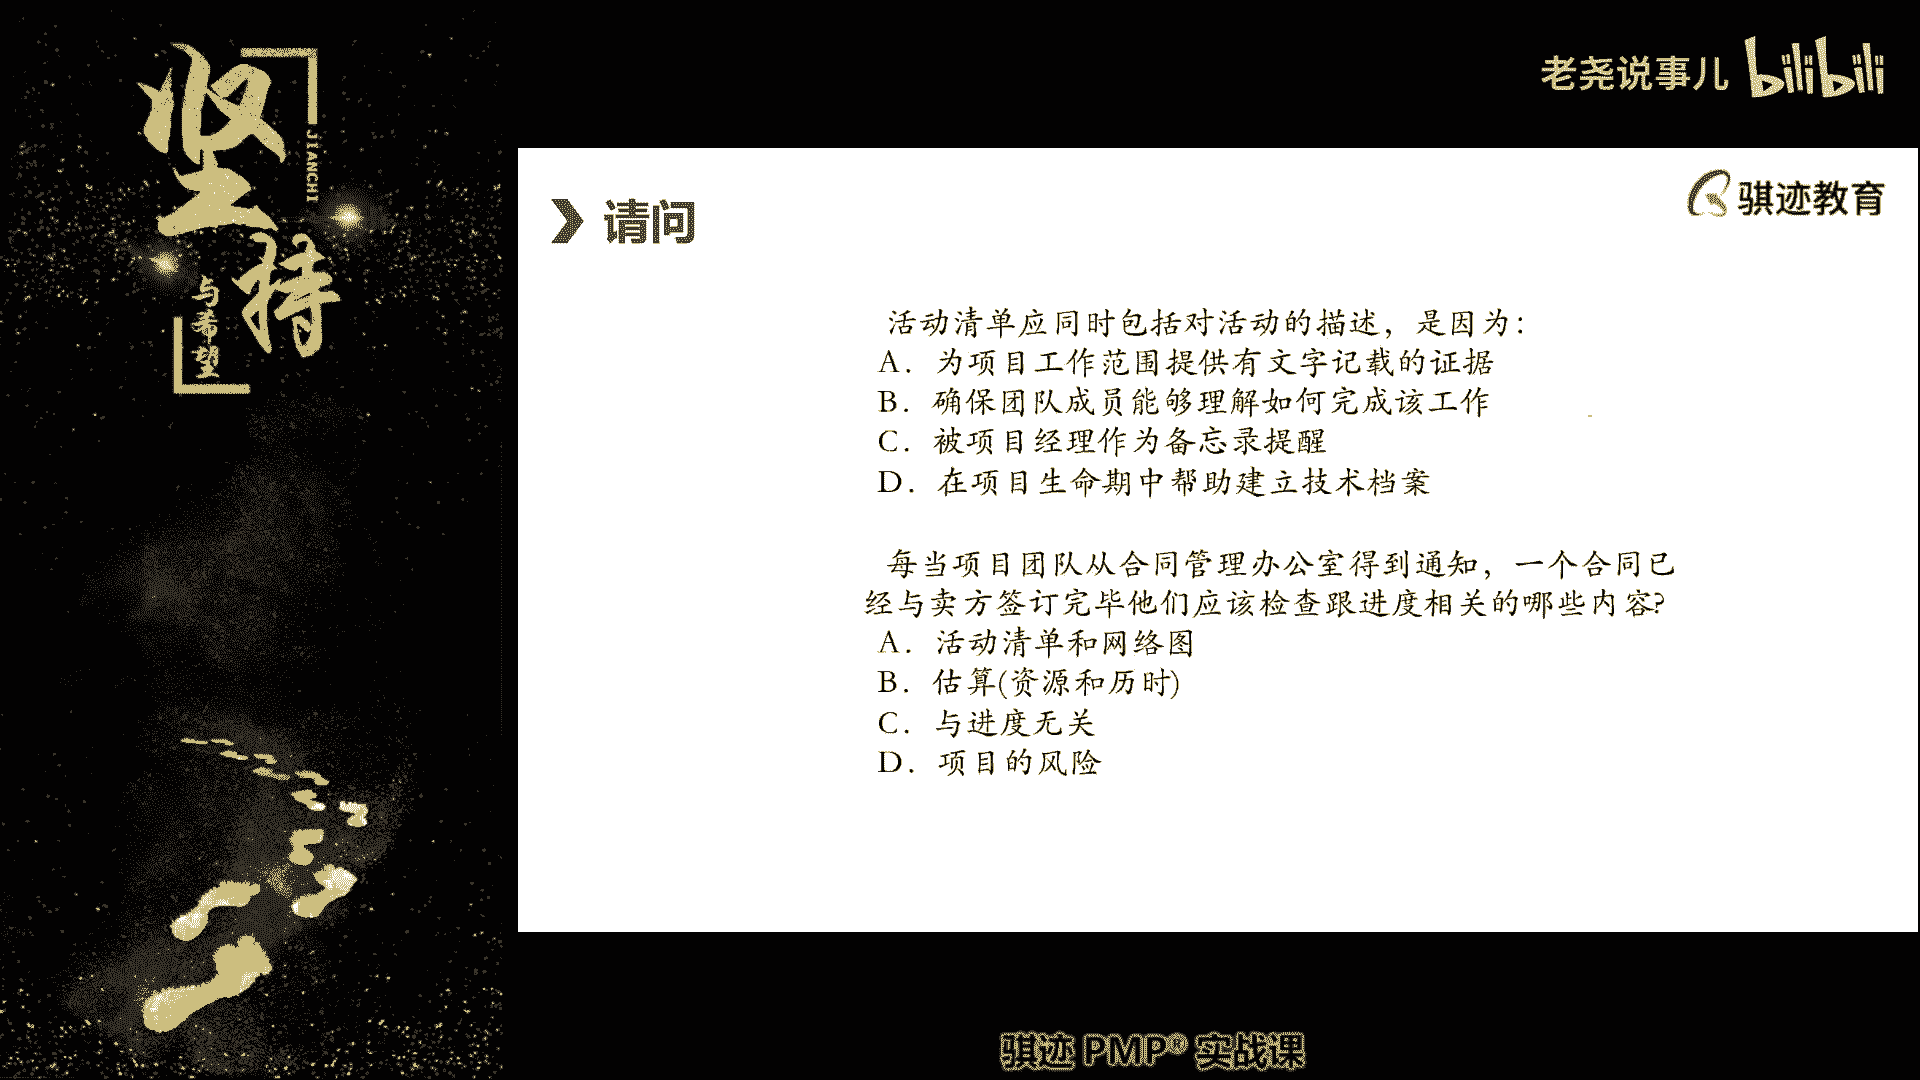 坚持
JIANCHI
与希望
老尧说事儿 bilibili
骐迹教育
请问
活动清单应同时包括对活动的描述，是因为：
A. 为项目工作范围提供有文字记载的证据
B. 确保团队成员能够理解如何完成该工作
C. 被项目经理作为备忘录提醒
D. 在项目生命期中帮助建立技术档案
每当项目团队从合同管理办公室得到通知，一个合同已
经与卖方签订完毕他们应该检查跟进度相关的哪些内容?
A. 活动清单和网络图
B. 估算(资源和历时)
C. 与进度无关
D. 项目的风险
骐迹 PMP® 实战课